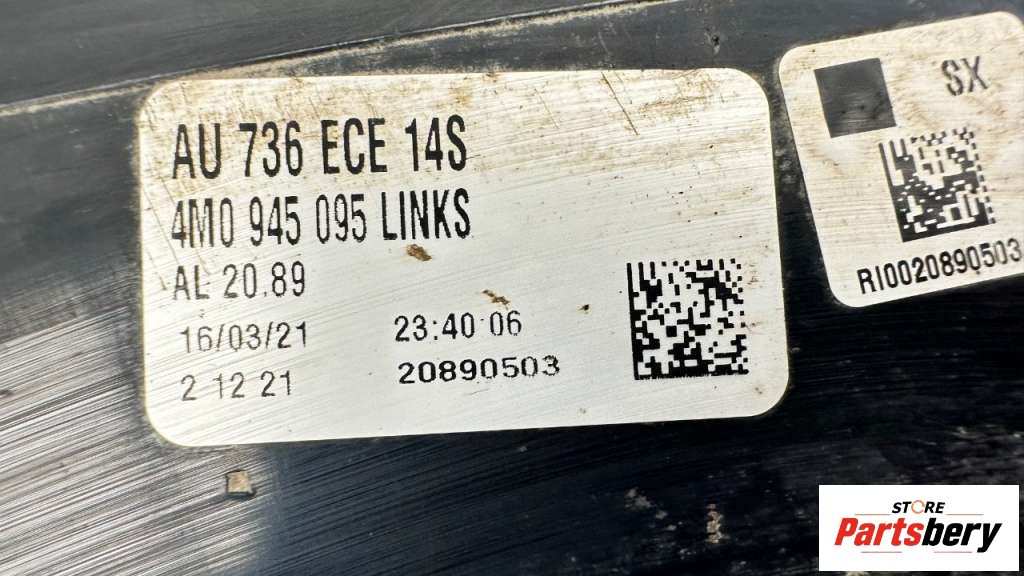 AU 736 ECE 14S
4M0 945 095 LINKS
AL 20.89
16/03/21 23:40:06
2 12 21 20890503
SX
RI0020890503
STORE
Partsbery